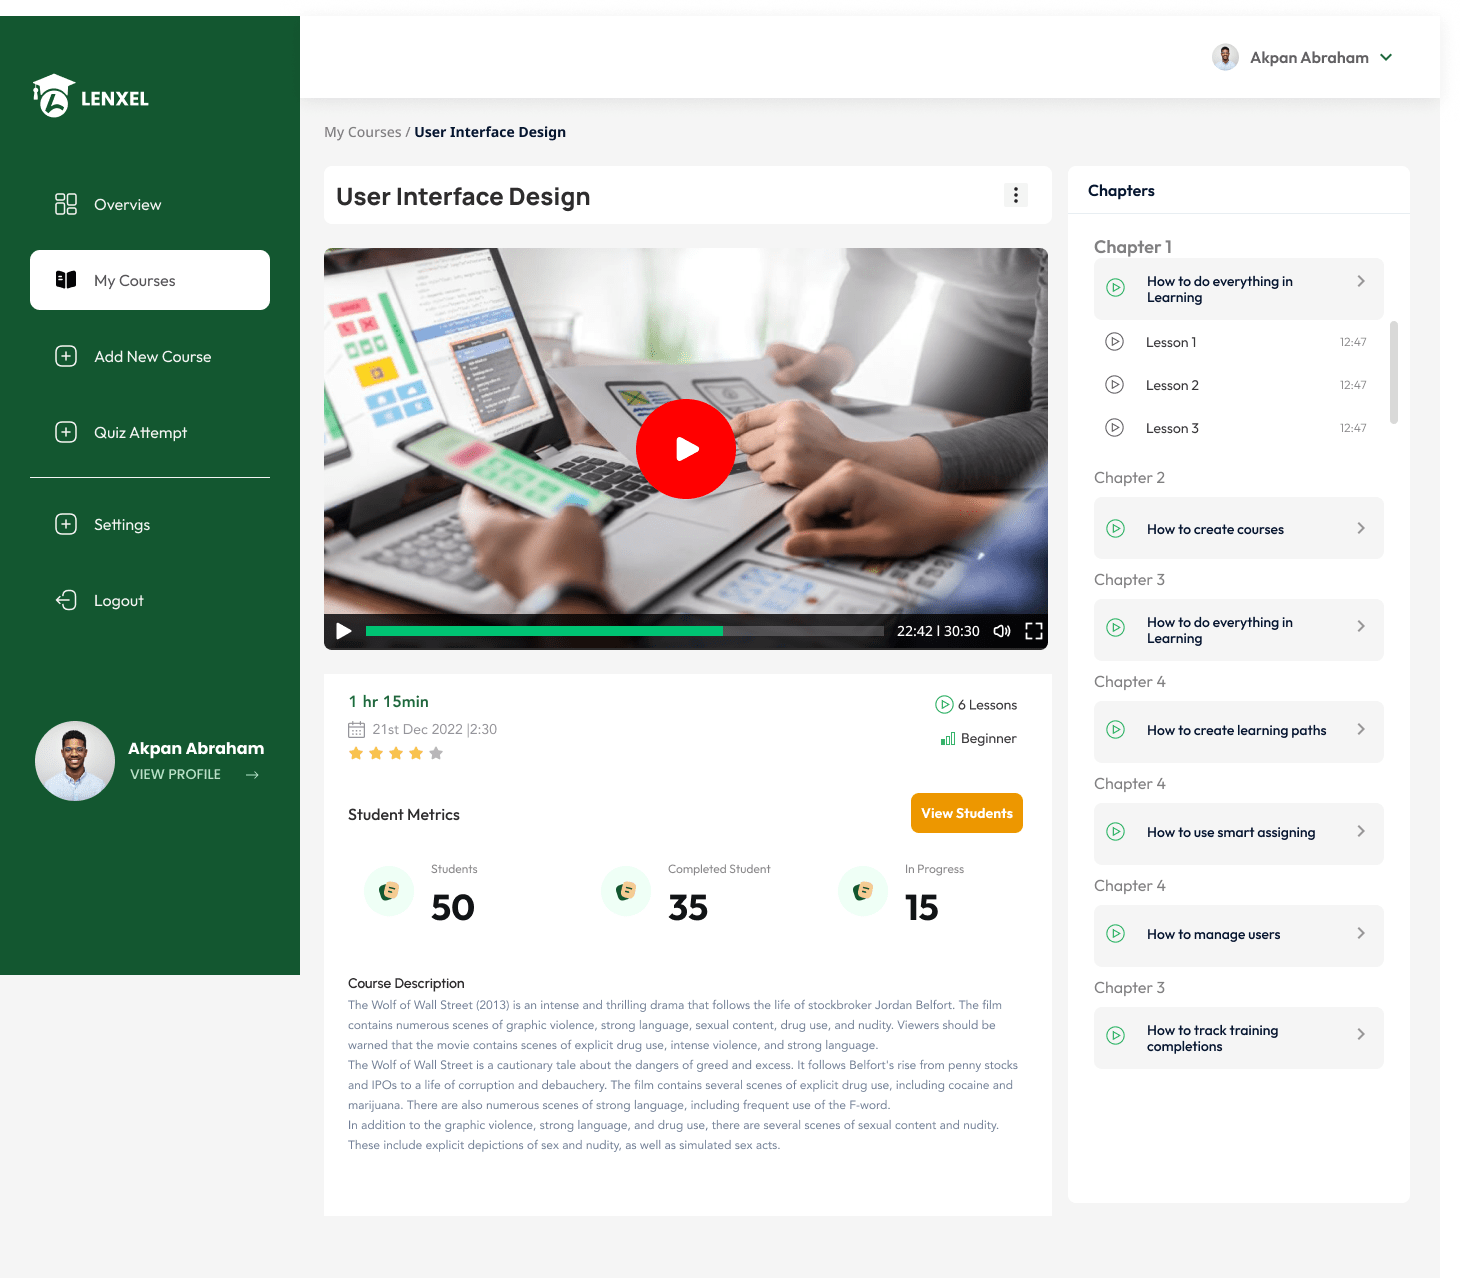 LENXEL
Overview
My Courses
Add New Course
Quiz Attempt
Settings
Logout
Akpan Abraham
VIEW PROFILE
Akpan Abraham
My Courses / User Interface Design
User Interface Design
22:42 | 30:30
1 hr 15min
21st Dec 2022 |2:30
6 Lessons
Beginner
Student Metrics
View Students
Students
50
Completed Student
35
In Progress
15
Course Description
The Wolf of Wall Street (2013) is an intense and thrilling drama that follows the life of stockbroker Jordan Belfort. The film
contains numerous scenes of graphic violence, strong language, sexual content, drug use, and nudity. Viewers should be
warned that the movie contains scenes of explicit drug use, intense violence, and strong language.
The Wolf of Wall Street is a cautionary tale about the dangers of greed and excess. It follows Belfort's rise from penny stocks
and IPOs to a life of corruption and debauchery. The film contains several scenes of explicit drug use, including cocaine and
marijuana. There are also numerous scenes of strong language, including frequent use of the F-word.
In addition to the graphic violence, strong language, and drug use, there are several scenes of sexual content and nudity.
These include explicit depictions of sex and nudity, as well as simulated sex acts.
Chapters
Chapter 1
How to do everything in
Learning
Lesson 1 12:47
Lesson 2 12:47
Lesson 3 12:47
Chapter 2
How to create courses
Chapter 3
How to do everything in
Learning
Chapter 4
How to create learning paths
Chapter 4
How to use smart assigning
Chapter 4
How to manage users
Chapter 3
How to track training
completions